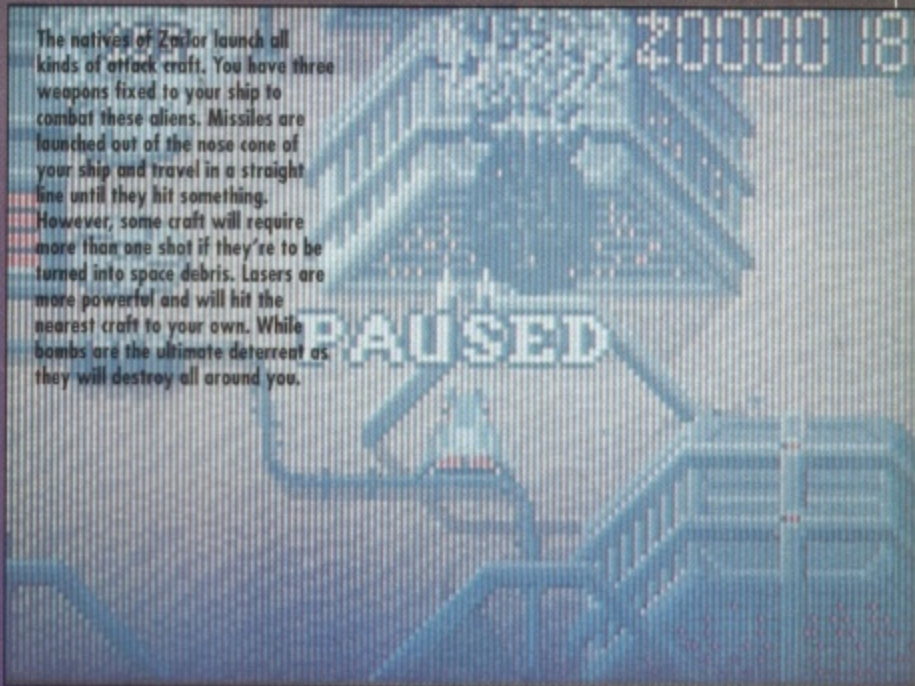 The natives of Zarlor launch all
kinds of attack craft. You have three
weapons fixed to your ship to
combat these aliens. Missiles are
launched out of the nose cone of
your ship and travel in a straight
line until they hit something.
However, some craft will require
more than one shot if they're to be
turned into space debris. Lasers are
more powerful and will hit the
nearest craft to your own. While
bombs are the ultimate deterrent as
they will destroy all around you.
PAUSED
0000 18